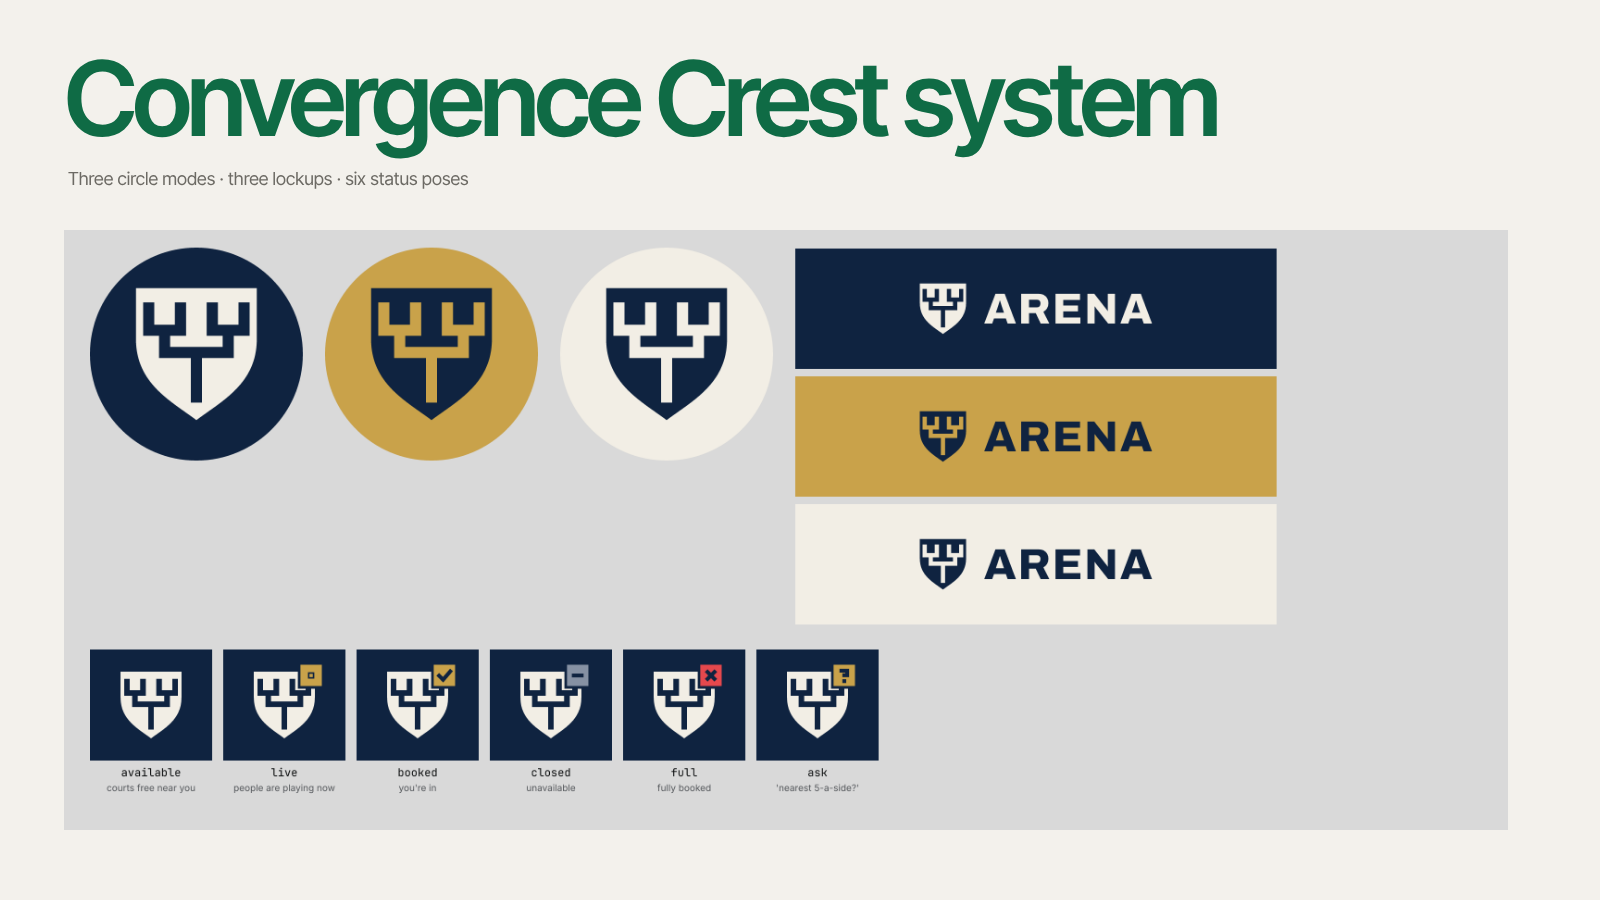 Convergence Crest system
Three circle modes · three lockups · six status poses
ARENA
ARENA
ARENA
?
available
courts free near you
live
people are playing now
booked
you're in
closed
unavailable
full
fully booked
ask
'nearest 5-a-side?'